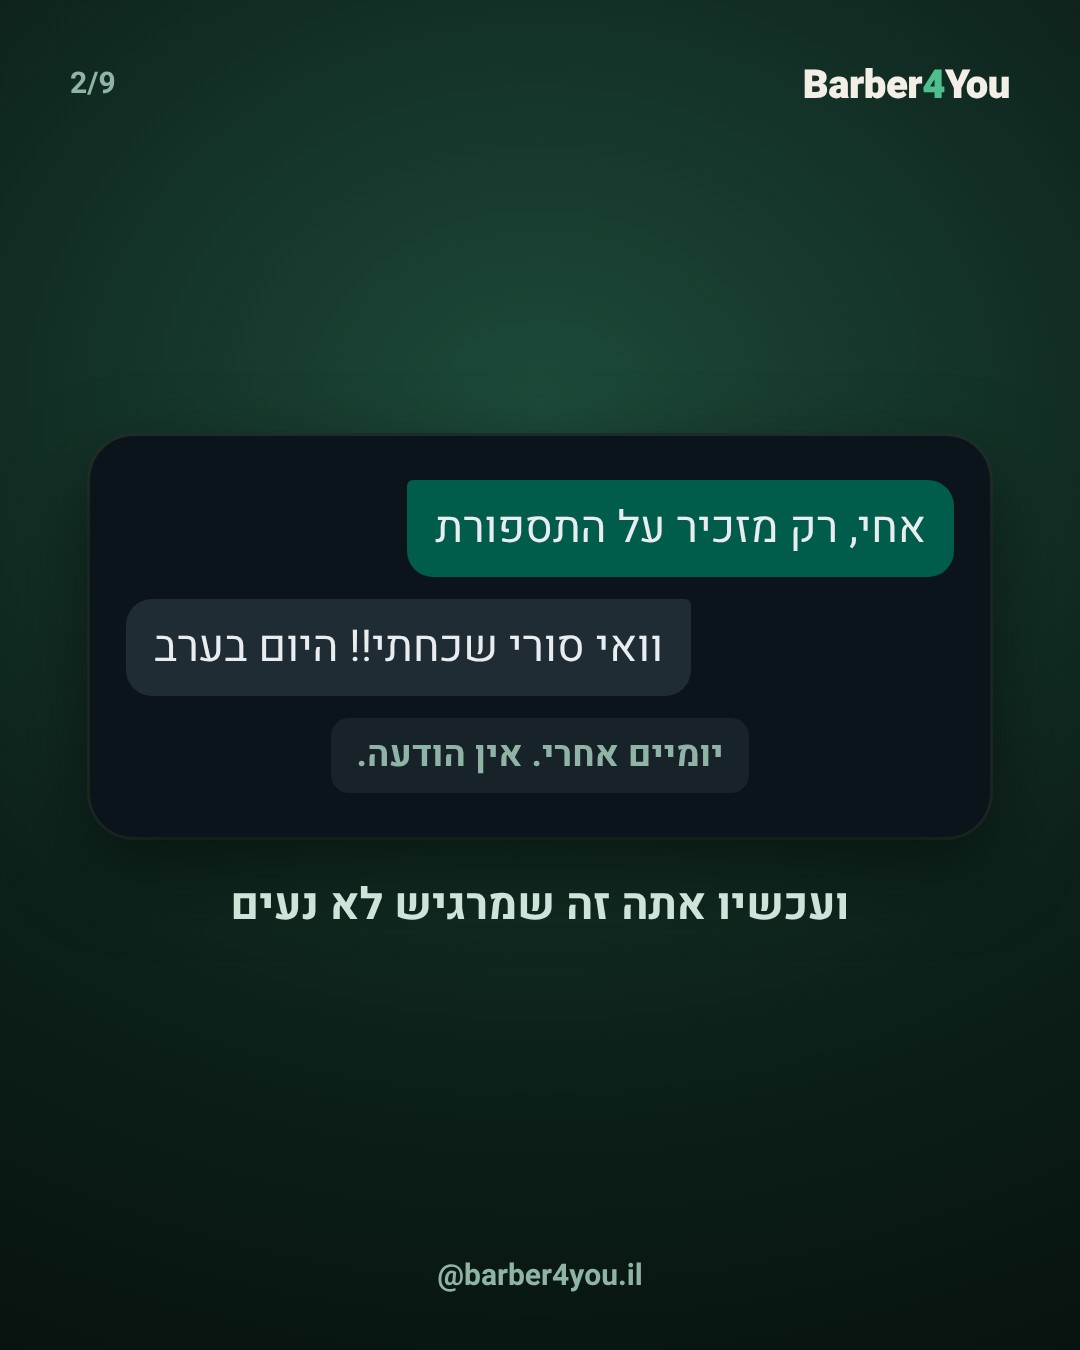 2/9
Barber4You
אחי, רק מזכיר על התספורת
וואי סורי שכחתי!! היום בערב
יומיים אחרי. אין הודעה.
ועכשיו אתה זה שמרגיש לא נעים
@barber4you.il